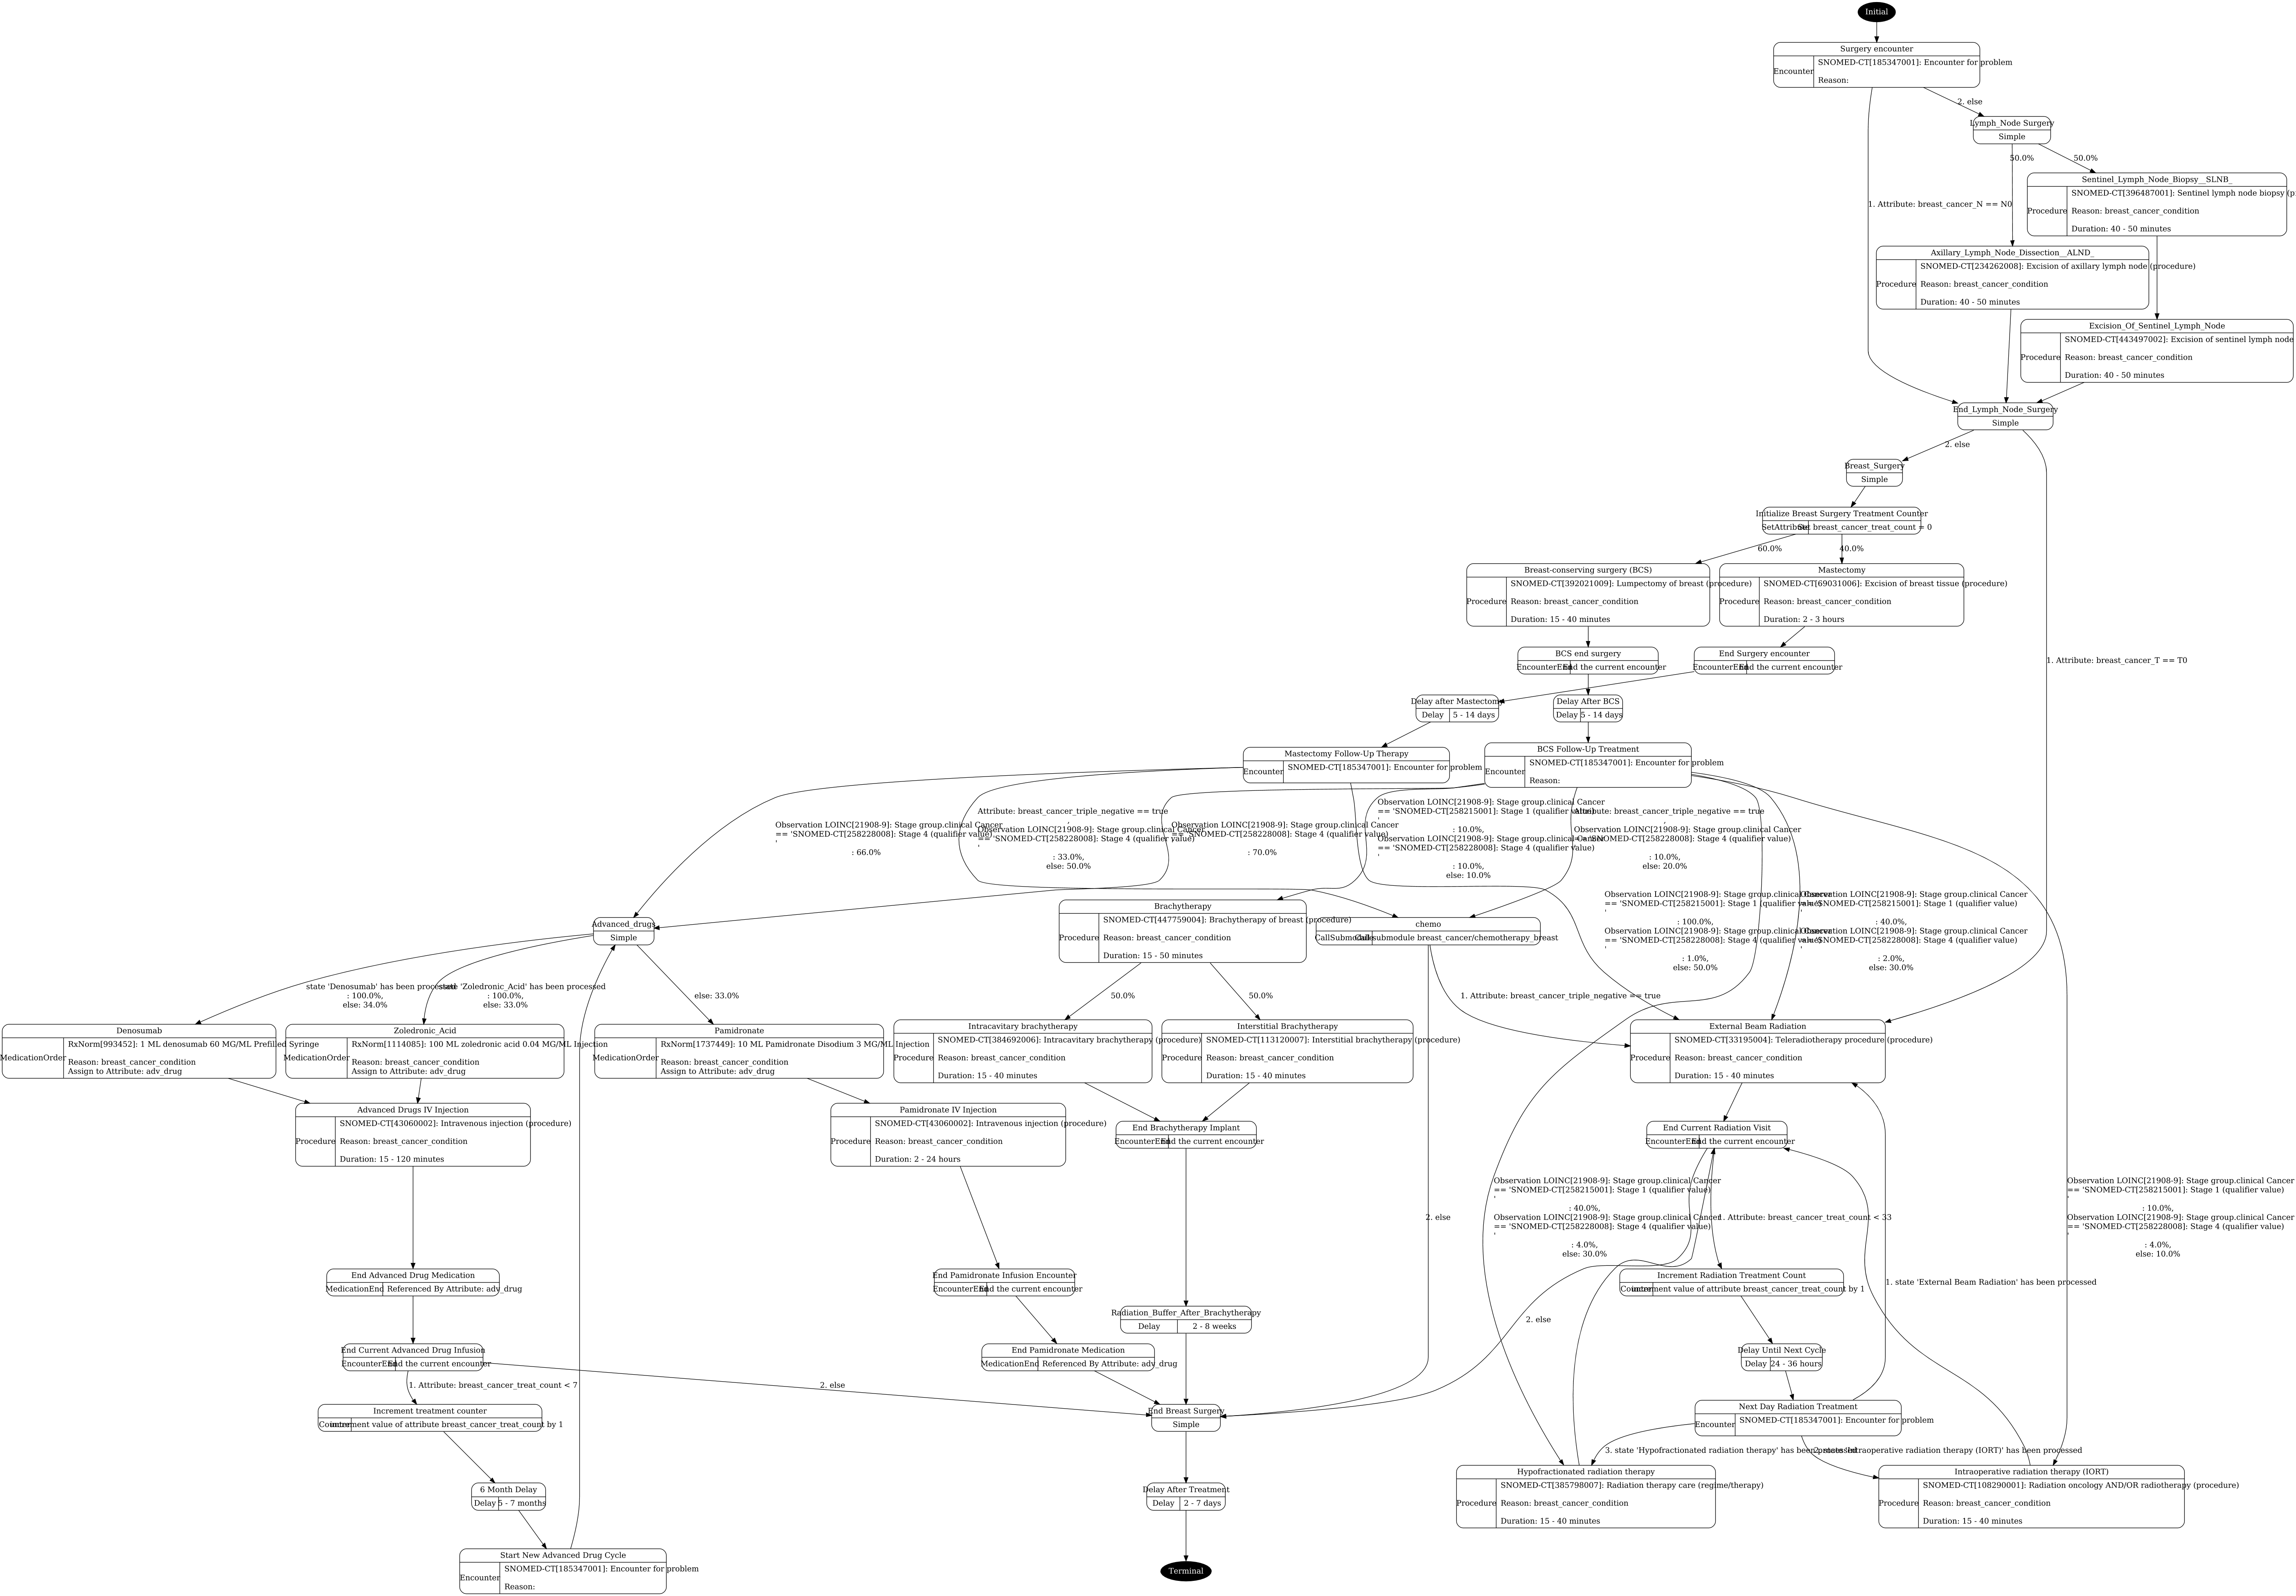 Initial
Surgery encounter
Encounter
SNOMED-CT[185347001]: Encounter for problem
Reason:
2. else
Lymph_Node Surgery
Simple
50.0%
50.0%
Sentinel_Lymph_Node_Biopsy__SLNB_
Procedure
SNOMED-CT[396487001]: Sentinel lymph node biopsy (p
Reason: breast_cancer_condition
Duration: 40 - 50 minutes
1. Attribute: breast_cancer_N == N0
Axillary_Lymph_Node_Dissection__ALND_
Procedure
SNOMED-CT[234262008]: Excision of axillary lymph node (procedure)
Reason: breast_cancer_condition
Duration: 40 - 50 minutes
Excision_Of_Sentinel_Lymph_Node
Procedure
SNOMED-CT[443497002]: Excision of sentinel lymph node
Reason: breast_cancer_condition
Duration: 40 - 50 minutes
End_Lymph_Node_Surgery
Simple
2. else
Breast_Surgery
Simple
Initialize Breast Surgery Treatment Counter
SetAttribute
Set breast_cancer_treat_count = 0
60.0%
40.0%
Breast-conserving surgery (BCS)
Procedure
SNOMED-CT[392021009]: Lumpectomy of breast (procedure)
Reason: breast_cancer_condition
Duration: 15 - 40 minutes
Mastectomy
Procedure
SNOMED-CT[69031006]: Excision of breast tissue (procedure)
Reason: breast_cancer_condition
Duration: 2 - 3 hours
BCS end surgery
EncounterEnd
End the current encounter
End Surgery encounter
EncounterEnd
End the current encounter
1. Attribute: breast_cancer_T == T0
Delay after Mastectomy
Delay
5 - 14 days
Delay After BCS
Delay
5 - 14 days
Mastectomy Follow-Up Therapy
Encounter
SNOMED-CT[185347001]: Encounter for problem
BCS Follow-Up Treatment
Encounter
SNOMED-CT[185347001]: Encounter for problem
Reason:
Observation LOINC[21908-9]: Stage group.clinical Cancer
== 'SNOMED-CT[258228008]: Stage 4 (qualifier value)
'
: 66.0%
Attribute: breast_cancer_triple_negative == true
,
Observation LOINC[21908-9]: Stage group.clinical Cancer
== 'SNOMED-CT[258228008]: Stage 4 (qualifier value)
'
: 33.0%,
else: 50.0%
Observation LOINC[21908-9]: Stage group.clinical Cancer
== 'SNOMED-CT[258228008]: Stage 4 (qualifier value)
'
: 70.0%
Observation LOINC[21908-9]: Stage group.clinical Cancer
== 'SNOMED-CT[258215001]: Stage 1 (qualifier value)
'
: 10.0%,
Observation LOINC[21908-9]: Stage group.clinical Cancer
== 'SNOMED-CT[258228008]: Stage 4 (qualifier value)
'
: 10.0%,
else: 10.0%
Attribute: breast_cancer_triple_negative == true
,
Observation LOINC[21908-9]: Stage group.clinical Cancer
== 'SNOMED-CT[258228008]: Stage 4 (qualifier value)
'
: 10.0%,
else: 20.0%
Observation LOINC[21908-9]: Stage group.clinical Cancer
== 'SNOMED-CT[258215001]: Stage 1 (qualifier value)
'
: 100.0%,
Observation LOINC[21908-9]: Stage group.clinical Cancer
== 'SNOMED-CT[258228008]: Stage 4 (qualifier value)
'
: 1.0%,
else: 50.0%
Observation LOINC[21908-9]: Stage group.clinical Cancer
== 'SNOMED-CT[258215001]: Stage 1 (qualifier value)
'
: 40.0%,
Observation LOINC[21908-9]: Stage group.clinical Cancer
== 'SNOMED-CT[258228008]: Stage 4 (qualifier value)
'
: 2.0%,
else: 30.0%
Advanced_drugs
Simple
Brachytherapy
Procedure
SNOMED-CT[447759004]: Brachytherapy of breast (procedure)
Reason: breast_cancer_condition
Duration: 15 - 50 minutes
chemo
CallSubmodule
Call submodule breast_cancer/chemotherapy_breast
state 'Denosumab' has been processed
: 100.0%,
else: 34.0%
state 'Zoledronic_Acid' has been processed
: 100.0%,
else: 33.0%
else: 33.0%
50.0%
50.0%
1. Attribute: breast_cancer_triple_negative == true
Denosumab
MedicationOrder
RxNorm[993452]: 1 ML denosumab 60 MG/ML Prefilled Syringe
Reason: breast_cancer_condition
Assign to Attribute: adv_drug
Zoledronic_Acid
MedicationOrder
RxNorm[1114085]: 100 ML zoledronic acid 0.04 MG/ML Injection
Reason: breast_cancer_condition
Assign to Attribute: adv_drug
Pamidronate
MedicationOrder
RxNorm[1737449]: 10 ML Pamidronate Disodium 3 MG/ML Injection
Reason: breast_cancer_condition
Assign to Attribute: adv_drug
Intracavitary brachytherapy
Procedure
SNOMED-CT[384692006]: Intracavitary brachytherapy (procedure)
Reason: breast_cancer_condition
Duration: 15 - 40 minutes
Interstitial Brachytherapy
Procedure
SNOMED-CT[113120007]: Interstitial brachytherapy (procedure)
Reason: breast_cancer_condition
Duration: 15 - 40 minutes
External Beam Radiation
Procedure
SNOMED-CT[33195004]: Teleradiotherapy procedure (procedure)
Reason: breast_cancer_condition
Duration: 15 - 40 minutes
Advanced Drugs IV Injection
Procedure
SNOMED-CT[43060002]: Intravenous injection (procedure)
Reason: breast_cancer_condition
Duration: 15 - 120 minutes
Pamidronate IV Injection
Procedure
SNOMED-CT[43060002]: Intravenous injection (procedure)
Reason: breast_cancer_condition
Duration: 2 - 24 hours
End Brachytherapy Implant
EncounterEnd
End the current encounter
End Current Radiation Visit
EncounterEnd
End the current encounter
2. else
Observation LOINC[21908-9]: Stage group.clinical Cancer
== 'SNOMED-CT[258215001]: Stage 1 (qualifier value)
'
: 40.0%,
Observation LOINC[21908-9]: Stage group.clinical Cancer
== 'SNOMED-CT[258228008]: Stage 4 (qualifier value)
'
: 4.0%,
else: 30.0%
1. Attribute: breast_cancer_treat_count < 33
Observation LOINC[21908-9]: Stage group.clinical Cancer
== 'SNOMED-CT[258215001]: Stage 1 (qualifier value)
'
: 10.0%,
Observation LOINC[21908-9]: Stage group.clinical Cancer
== 'SNOMED-CT[258228008]: Stage 4 (qualifier value)
'
: 4.0%,
else: 10.0%
End Advanced Drug Medication
MedicationEnd
Referenced By Attribute: adv_drug
End Pamidronate Infusion Encounter
EncounterEnd
End the current encounter
Increment Radiation Treatment Count
Counter
increment value of attribute breast_cancer_treat_count by 1
1. state 'External Beam Radiation' has been processed
Radiation_Buffer_After_Brachytherapy
Delay
2 - 8 weeks
2. else
End Current Advanced Drug Infusion
EncounterEnd
End the current encounter
End Pamidronate Medication
MedicationEnd
Referenced By Attribute: adv_drug
Delay Until Next Cycle
Delay
24 - 36 hours
1. Attribute: breast_cancer_treat_count < 7
2. else
Increment treatment counter
Counter
increment value of attribute breast_cancer_treat_count by 1
End Breast Surgery
Simple
Next Day Radiation Treatment
Encounter
SNOMED-CT[185347001]: Encounter for problem
3. state 'Hypofractionated radiation therapy' has been processed
2. state 'Intraoperative radiation therapy (IORT)' has been processed
6 Month Delay
Delay
5 - 7 months
Delay After Treatment
Delay
2 - 7 days
Hypofractionated radiation therapy
Procedure
SNOMED-CT[385798007]: Radiation therapy care (regime/therapy)
Reason: breast_cancer_condition
Duration: 15 - 40 minutes
Intraoperative radiation therapy (IORT)
Procedure
SNOMED-CT[108290001]: Radiation oncology AND/OR radiotherapy (procedure)
Reason: breast_cancer_condition
Duration: 15 - 40 minutes
Start New Advanced Drug Cycle
Encounter
SNOMED-CT[185347001]: Encounter for problem
Reason:
Terminal